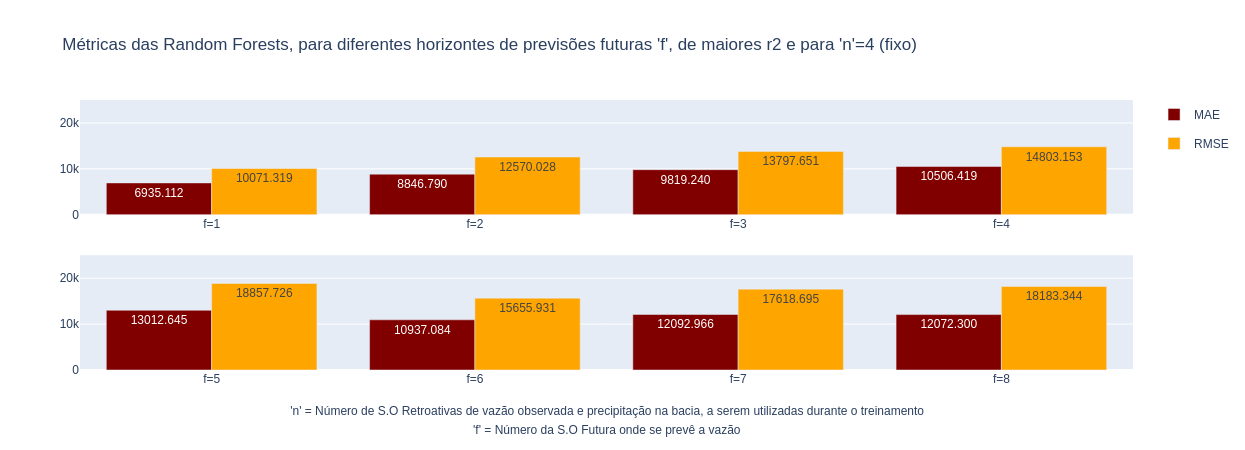 Métricas das Random Forests, para diferentes horizontes de previsões futuras 'f', de maiores r2 e para 'n'=4 (fixo)
MAE
RMSE
20k
10k
0
6935.112
10071.319
8846.790
12570.028
9819.240
13797.651
10506.419
14803.153
f=1
f=2
f=3
f=4
20k
10k
0
13012.645
18857.726
10937.084
15655.931
12092.966
17618.695
12072.300
18183.344
f=5
f=6
f=7
f=8
'n' = Número de S.O Retroativas de vazão observada e precipitação na bacia, a serem utilizadas durante o treinamento
'f' = Número da S.O Futura onde se prevê a vazão